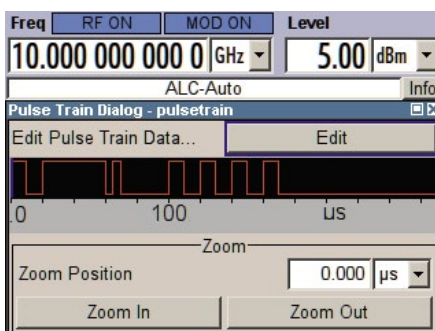 Freq RF ON MOD ON Level
10.000 000 000 0 GHz 5.00 dBm
ALC-Auto Info
Pulse Train Dialog - pulsetrain
Edit Pulse Train Data... Edit
.0 100 µs
Zoom
Zoom Position 0.000 µs
Zoom In Zoom Out